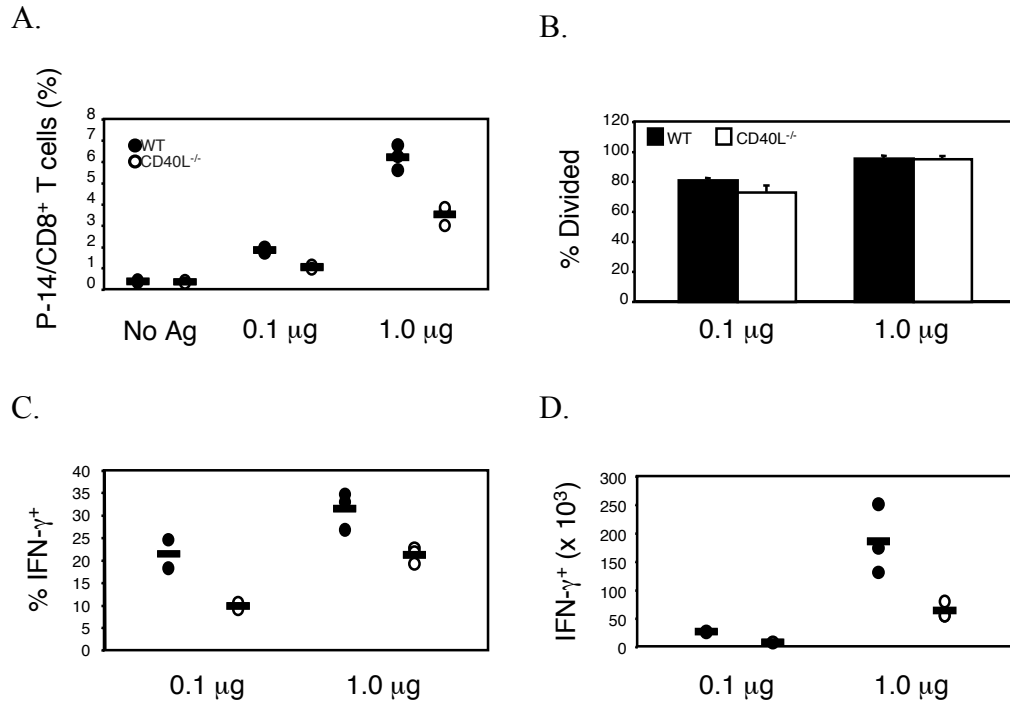 A.
P-14/CD8⁺ T cells (%)
8
7
6
5
4
3
2
1
0
WT
CD40L⁻/⁻
No Ag
0.1 µg
1.0 µg
B.
% Divided
120
100
80
60
40
20
0
WT
CD40L⁻/⁻
0.1 µg
1.0 µg
C.
% IFN-γ⁺
40
35
30
25
20
15
10
5
0
0.1 µg
1.0 µg
D.
IFN-γ⁺ (x 10³)
300
250
200
150
100
50
0
0.1 µg
1.0 µg